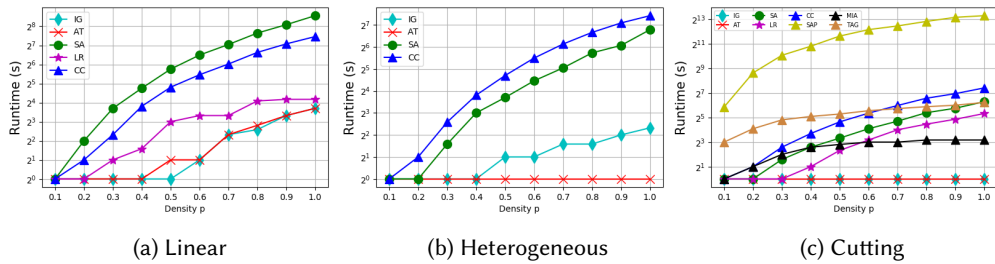 IG
AT
SA
LR
CC
Runtime (s)
2^8
2^7
2^6
2^5
2^4
2^3
2^2
2^1
2^0
0.1 0.2 0.3 0.4 0.5 0.6 0.7 0.8 0.9 1.0
Density p
(a) Linear
IG
AT
SA
CC
Runtime (s)
2^7
2^6
2^5
2^4
2^3
2^2
2^1
2^0
0.1 0.2 0.3 0.4 0.5 0.6 0.7 0.8 0.9 1.0
Density p
(b) Heterogeneous
IG SA CC MIA
AT LR SAP TAG
Runtime (s)
2^13
2^11
2^9
2^7
2^5
2^3
2^1
0.1 0.2 0.3 0.4 0.5 0.6 0.7 0.8 0.9 1.0
Density p
(c) Cutting